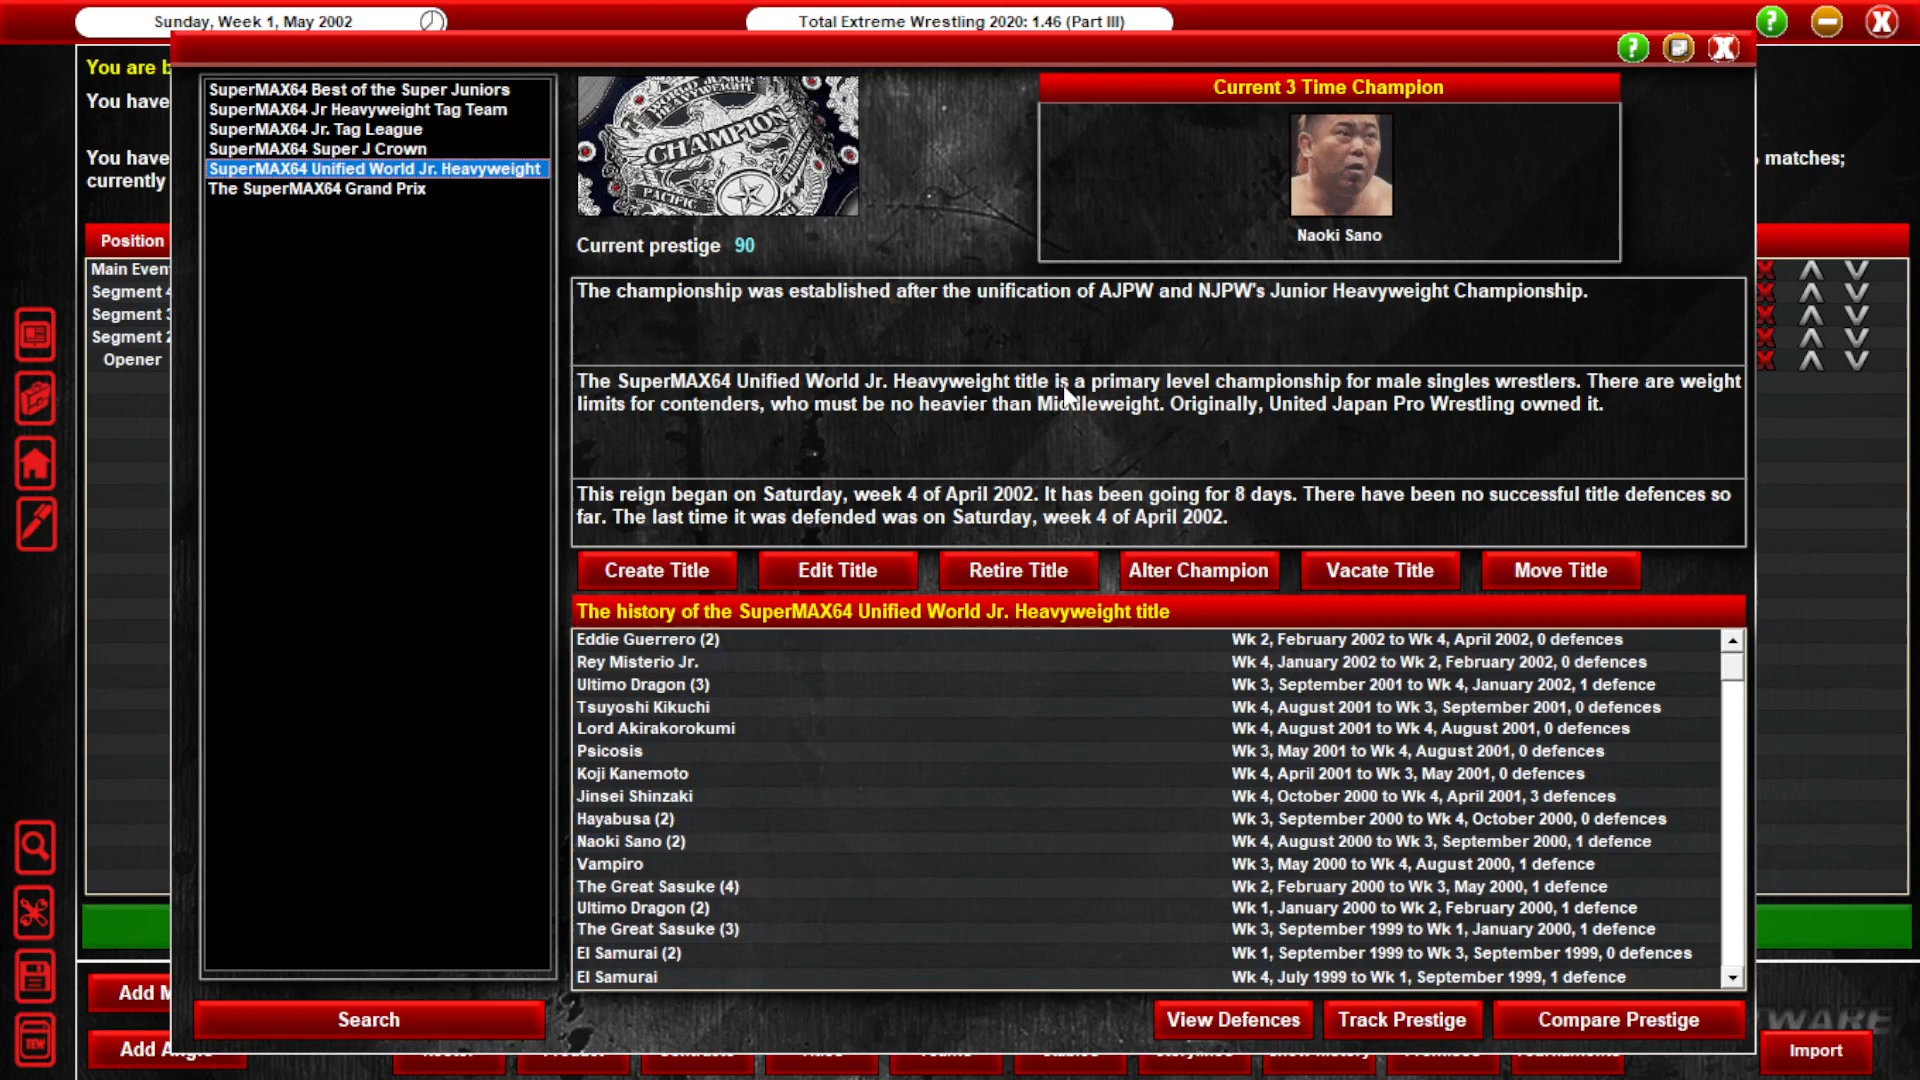 Sunday, Week 1, May 2002
Total Extreme Wrestling 2020: 1.46 (Part III)
You are b
You have
You have
currently
matches;
Position
Main Even
Segment 4
Segment 3
Segment 2
Opener
SuperMAX64 Best of the Super Juniors
SuperMAX64 Jr Heavyweight Tag Team
SuperMAX64 Jr. Tag League
SuperMAX64 Super J Crown
SuperMAX64 Unified World Jr. Heavyweight
The SuperMAX64 Grand Prix
WORLD JUNIOR
HEAVYWEIGHT
CHAMPION
PACIFIC
Current prestige 90
Current 3 Time Champion
Naoki Sano
The championship was established after the unification of AJPW and NJPW's Junior Heavyweight Championship.
The SuperMAX64 Unified World Jr. Heavyweight title is a primary level championship for male singles wrestlers. There are weight
limits for contenders, who must be no heavier than Middleweight. Originally, United Japan Pro Wrestling owned it.
This reign began on Saturday, week 4 of April 2002. It has been going for 8 days. There have been no successful title defences so
far. The last time it was defended was on Saturday, week 4 of April 2002.
Create Title
Edit Title
Retire Title
Alter Champion
Vacate Title
Move Title
The history of the SuperMAX64 Unified World Jr. Heavyweight title
Eddie Guerrero (2) Wk 2, February 2002 to Wk 4, April 2002, 0 defences
Rey Misterio Jr. Wk 4, January 2002 to Wk 2, February 2002, 0 defences
Ultimo Dragon (3) Wk 3, September 2001 to Wk 4, January 2002, 1 defence
Tsuyoshi Kikuchi Wk 4, August 2001 to Wk 3, September 2001, 0 defences
Lord Akirakorokumi Wk 4, August 2001 to Wk 4, August 2001, 0 defences
Psicosis Wk 3, May 2001 to Wk 4, August 2001, 0 defences
Koji Kanemoto Wk 4, April 2001 to Wk 3, May 2001, 0 defences
Jinsei Shinzaki Wk 4, October 2000 to Wk 4, April 2001, 3 defences
Hayabusa (2) Wk 3, September 2000 to Wk 4, October 2000, 0 defences
Naoki Sano (2) Wk 4, August 2000 to Wk 3, September 2000, 1 defence
Vampiro Wk 3, May 2000 to Wk 4, August 2000, 1 defence
The Great Sasuke (4) Wk 2, February 2000 to Wk 3, May 2000, 1 defence
Ultimo Dragon (2) Wk 1, January 2000 to Wk 2, February 2000, 1 defence
The Great Sasuke (3) Wk 3, September 1999 to Wk 1, January 2000, 1 defence
El Samurai (2) Wk 1, September 1999 to Wk 3, September 1999, 0 defences
El Samurai Wk 4, July 1999 to Wk 1, September 1999, 1 defence
Search
View Defences
Track Prestige
Compare Prestige
Add M
Add Angle
TEW
WARE
Import